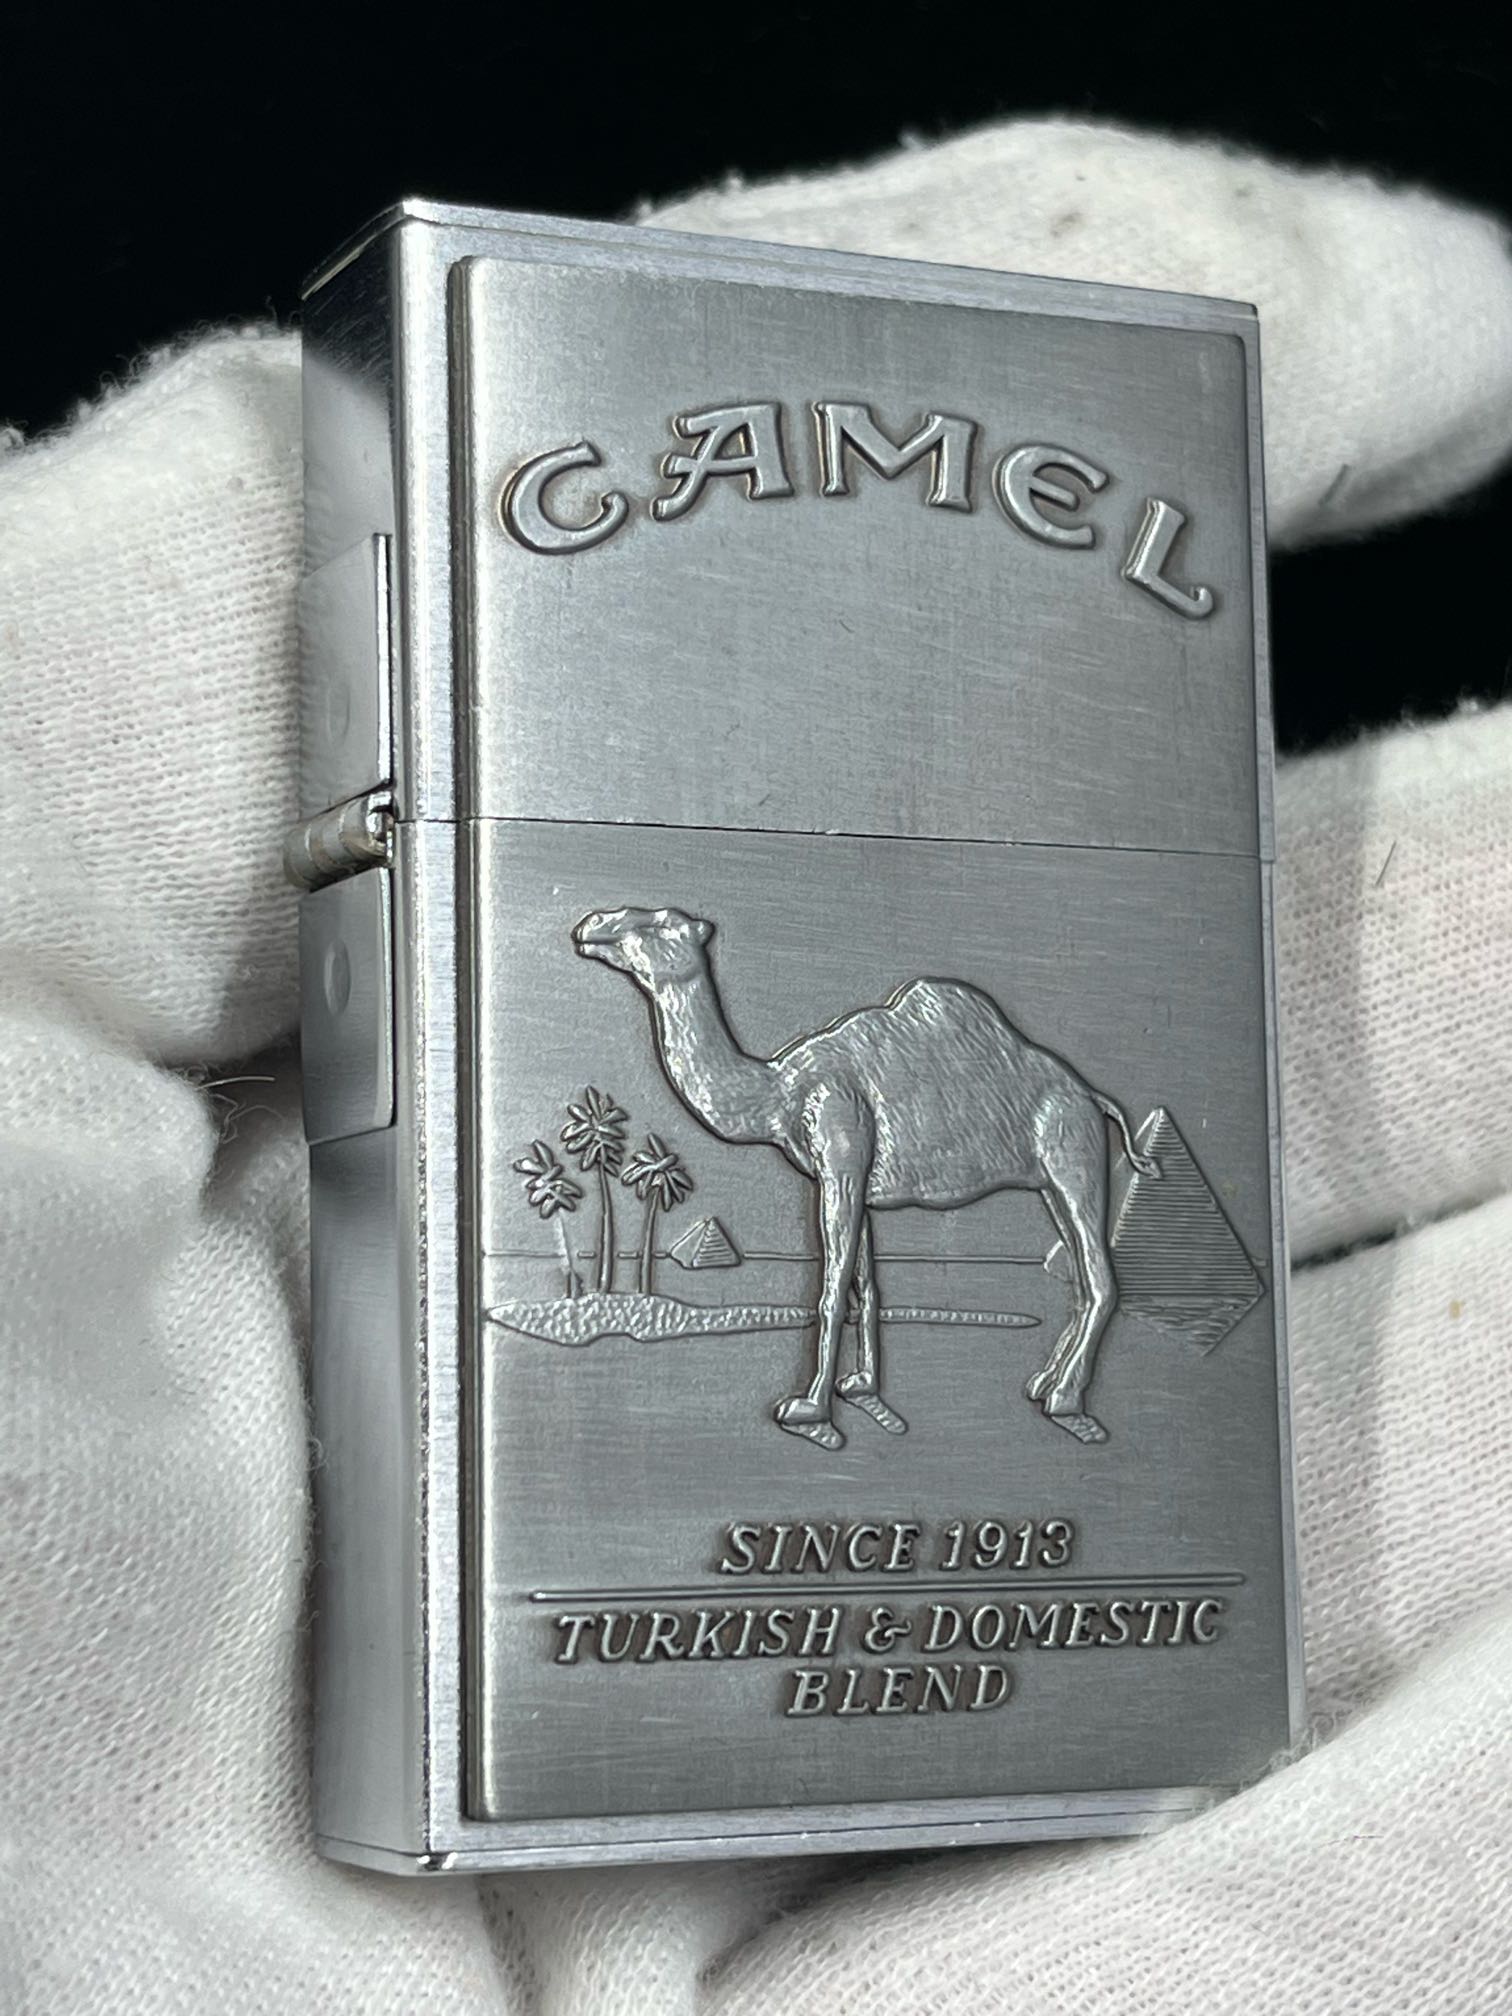 CAMEL
SINCE 1913
TURKISH & DOMESTIC
BLEND